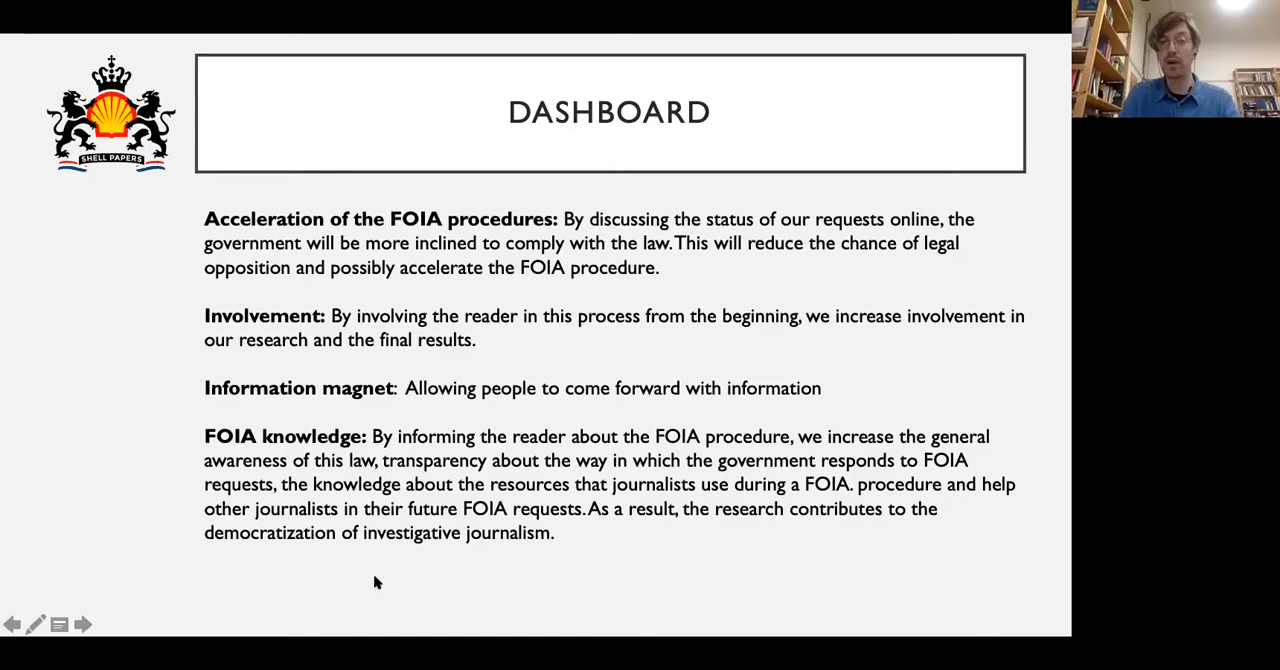 SHELL PAPERS
DASHBOARD
Acceleration of the FOIA procedures: By discussing the status of our requests online, the
government will be more inclined to comply with the law. This will reduce the chance of legal
opposition and possibly accelerate the FOIA procedure.
Involvement: By involving the reader in this process from the beginning, we increase involvement in
our research and the final results.
Information magnet: Allowing people to come forward with information
FOIA knowledge: By informing the reader about the FOIA procedure, we increase the general
awareness of this law, transparency about the way in which the government responds to FOIA
requests, the knowledge about the resources that journalists use during a FOIA. procedure and help
other journalists in their future FOIA requests. As a result, the research contributes to the
democratization of investigative journalism.